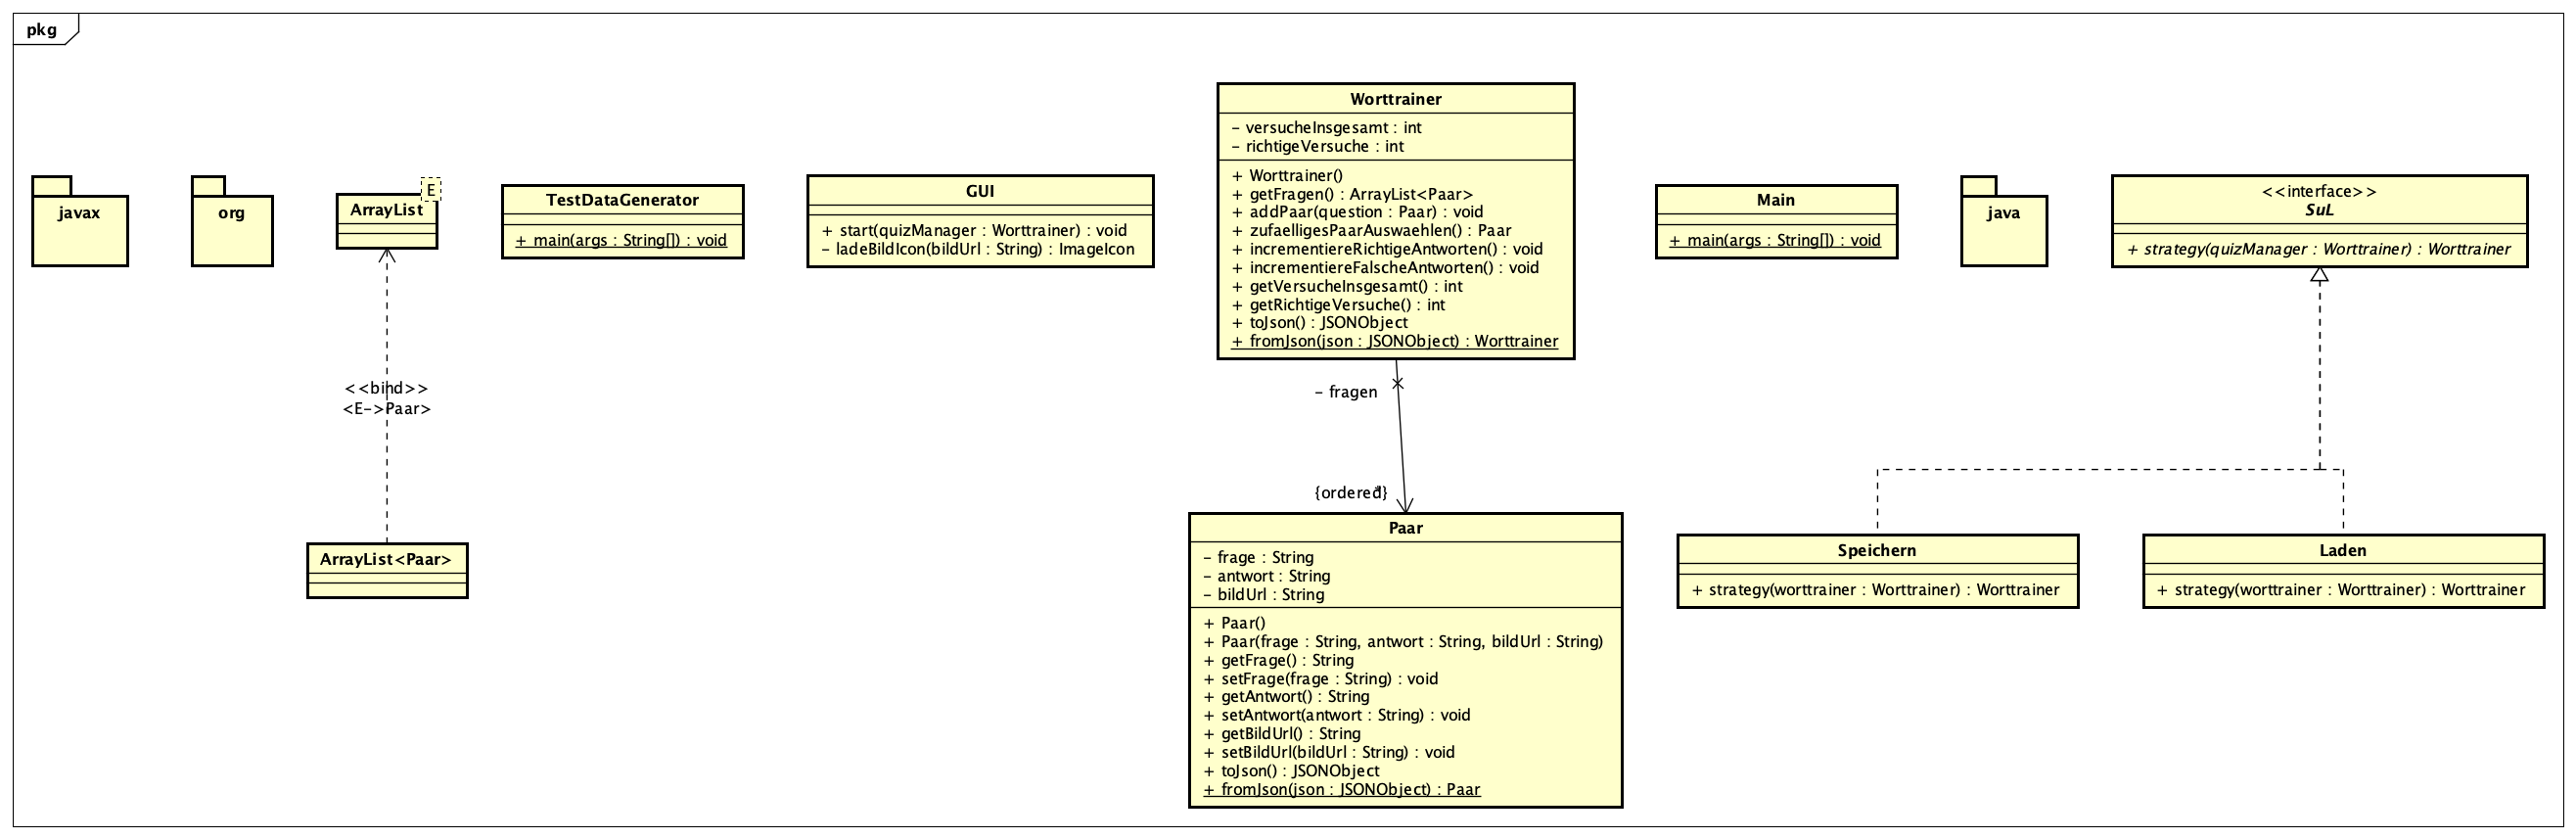 pkg
javax
org
E
ArrayList
<<bind>>
<E->Paar>
ArrayList<Paar>
TestDataGenerator
+ main(args : String[]) : void
GUI
+ start(quizManager : Worttrainer) : void
- ladeBildIcon(bildUrl : String) : ImageIcon
Worttrainer
- versucheInsgesamt : int
- richtigeVersuche : int
+ Worttrainer()
+ getFragen() : ArrayList<Paar>
+ addPaar(question : Paar) : void
+ zufaelligesPaarAuswaehlen() : Paar
+ incrementiereRichtigeAntworten() : void
+ incrementiereFalscheAntworten() : void
+ getVersucheInsgesamt() : int
+ getRichtigeVersuche() : int
+ toJson() : JSONObject
+ fromJson(json : JSONObject) : Worttrainer
- fragen
{ordered}
*
Paar
- frage : String
- antwort : String
- bildUrl : String
+ Paar()
+ Paar(frage : String, antwort : String, bildUrl : String)
+ getFrage() : String
+ setFrage(frage : String) : void
+ getAntwort() : String
+ setAntwort(antwort : String) : void
+ getBildUrl() : String
+ setBildUrl(bildUrl : String) : void
+ toJson() : JSONObject
+ fromJson(json : JSONObject) : Paar
Main
+ main(args : String[]) : void
java
<<interface>>
SuL
+ strategy(quizManager : Worttrainer) : Worttrainer
Speichern
+ strategy(worttrainer : Worttrainer) : Worttrainer
Laden
+ strategy(worttrainer : Worttrainer) : Worttrainer